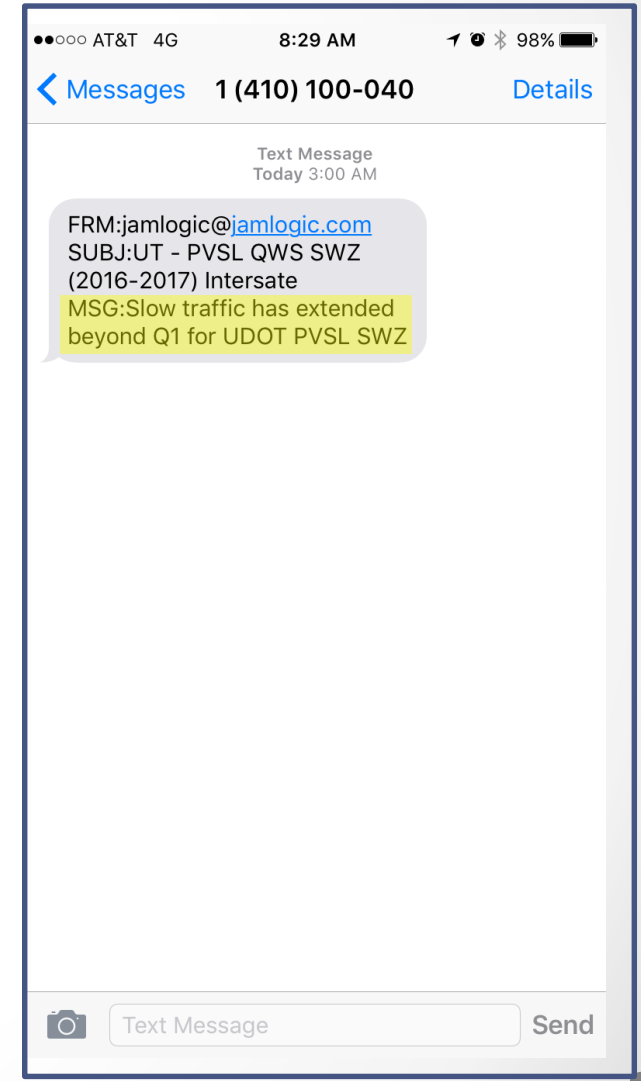 AT&T 4G 8:29 AM 98%
Messages 1 (410) 100-040 Details
Text Message
Today 3:00 AM
FRM:jamlogic@jamlogic.com
SUBJ:UT - PVSL QWS SWZ
(2016-2017) Intersate
MSG:Slow traffic has extended
beyond Q1 for UDOT PVSL SWZ
Text Message Send